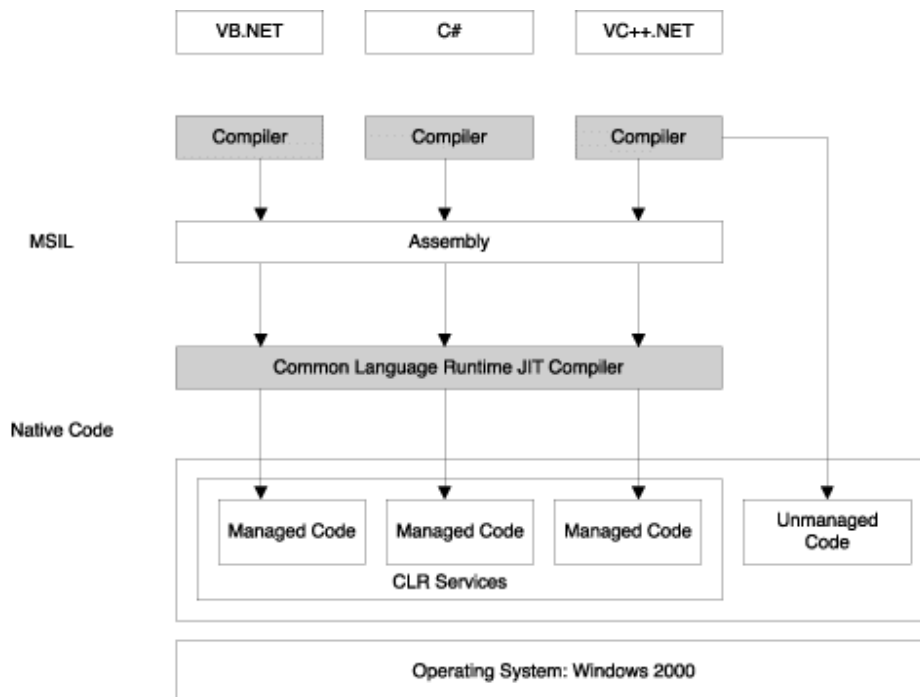 VB.NET
C#
VC++.NET
Compiler
Compiler
Compiler
MSIL
Assembly
Common Language Runtime JIT Compiler
Native Code
Managed Code
Managed Code
Managed Code
Unmanaged
Code
CLR Services
Operating System: Windows 2000